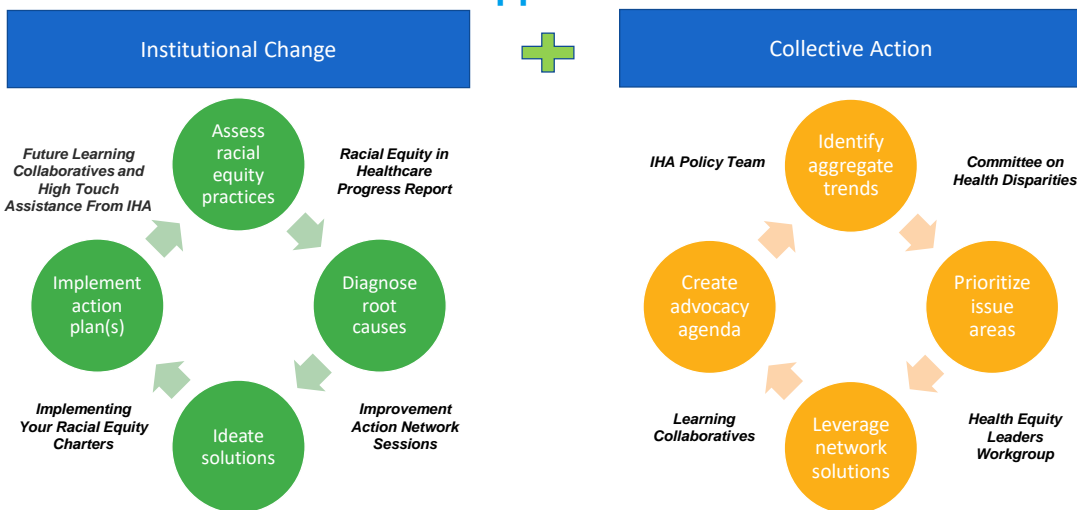 Institutional Change
Collective Action
Assess
racial
equity
practices
Future Learning
Collaboratives and
High Touch
Assistance From IHA
Racial Equity in
Healthcare
Progress Report
Implement
action
plan(s)
Diagnose
root
causes
Implementing
Your Racial Equity
Charters
Improvement
Action Network
Sessions
Ideate
solutions
Identify
aggregate
trends
IHA Policy Team
Committee on
Health Disparities
Create
advocacy
agenda
Prioritize
issue
areas
Learning
Collaboratives
Health Equity
Leaders
Workgroup
Leverage
network
solutions